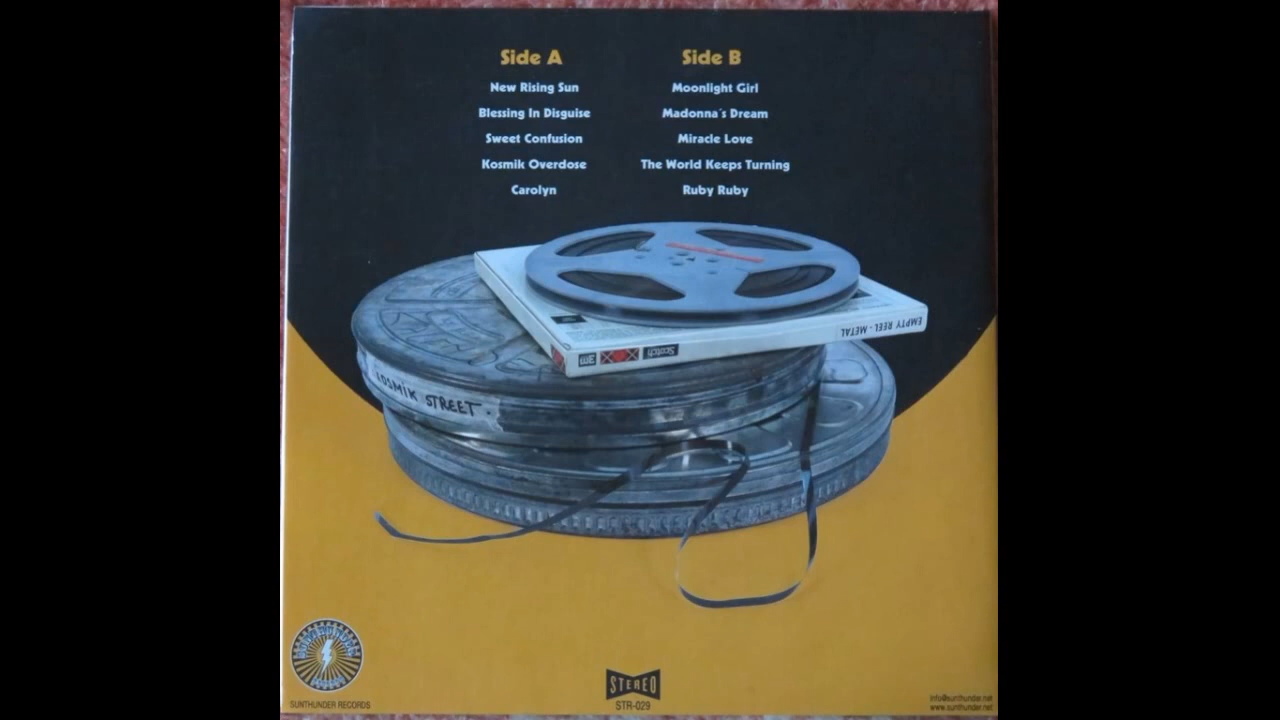 Side A
New Rising Sun
Blessing In Disguise
Sweet Confusion
Kosmik Overdose
Carolyn
Side B
Moonlight Girl
Madonna´s Dream
Miracle Love
The World Keeps Turning
Ruby Ruby
EMPTY REEL - METAL
Scotch
3M
KOSMIK STREET.
SUNTHUNDER RECORDS
STEREO
STR-029
info@sunthunder.net
www.sunthunder.net